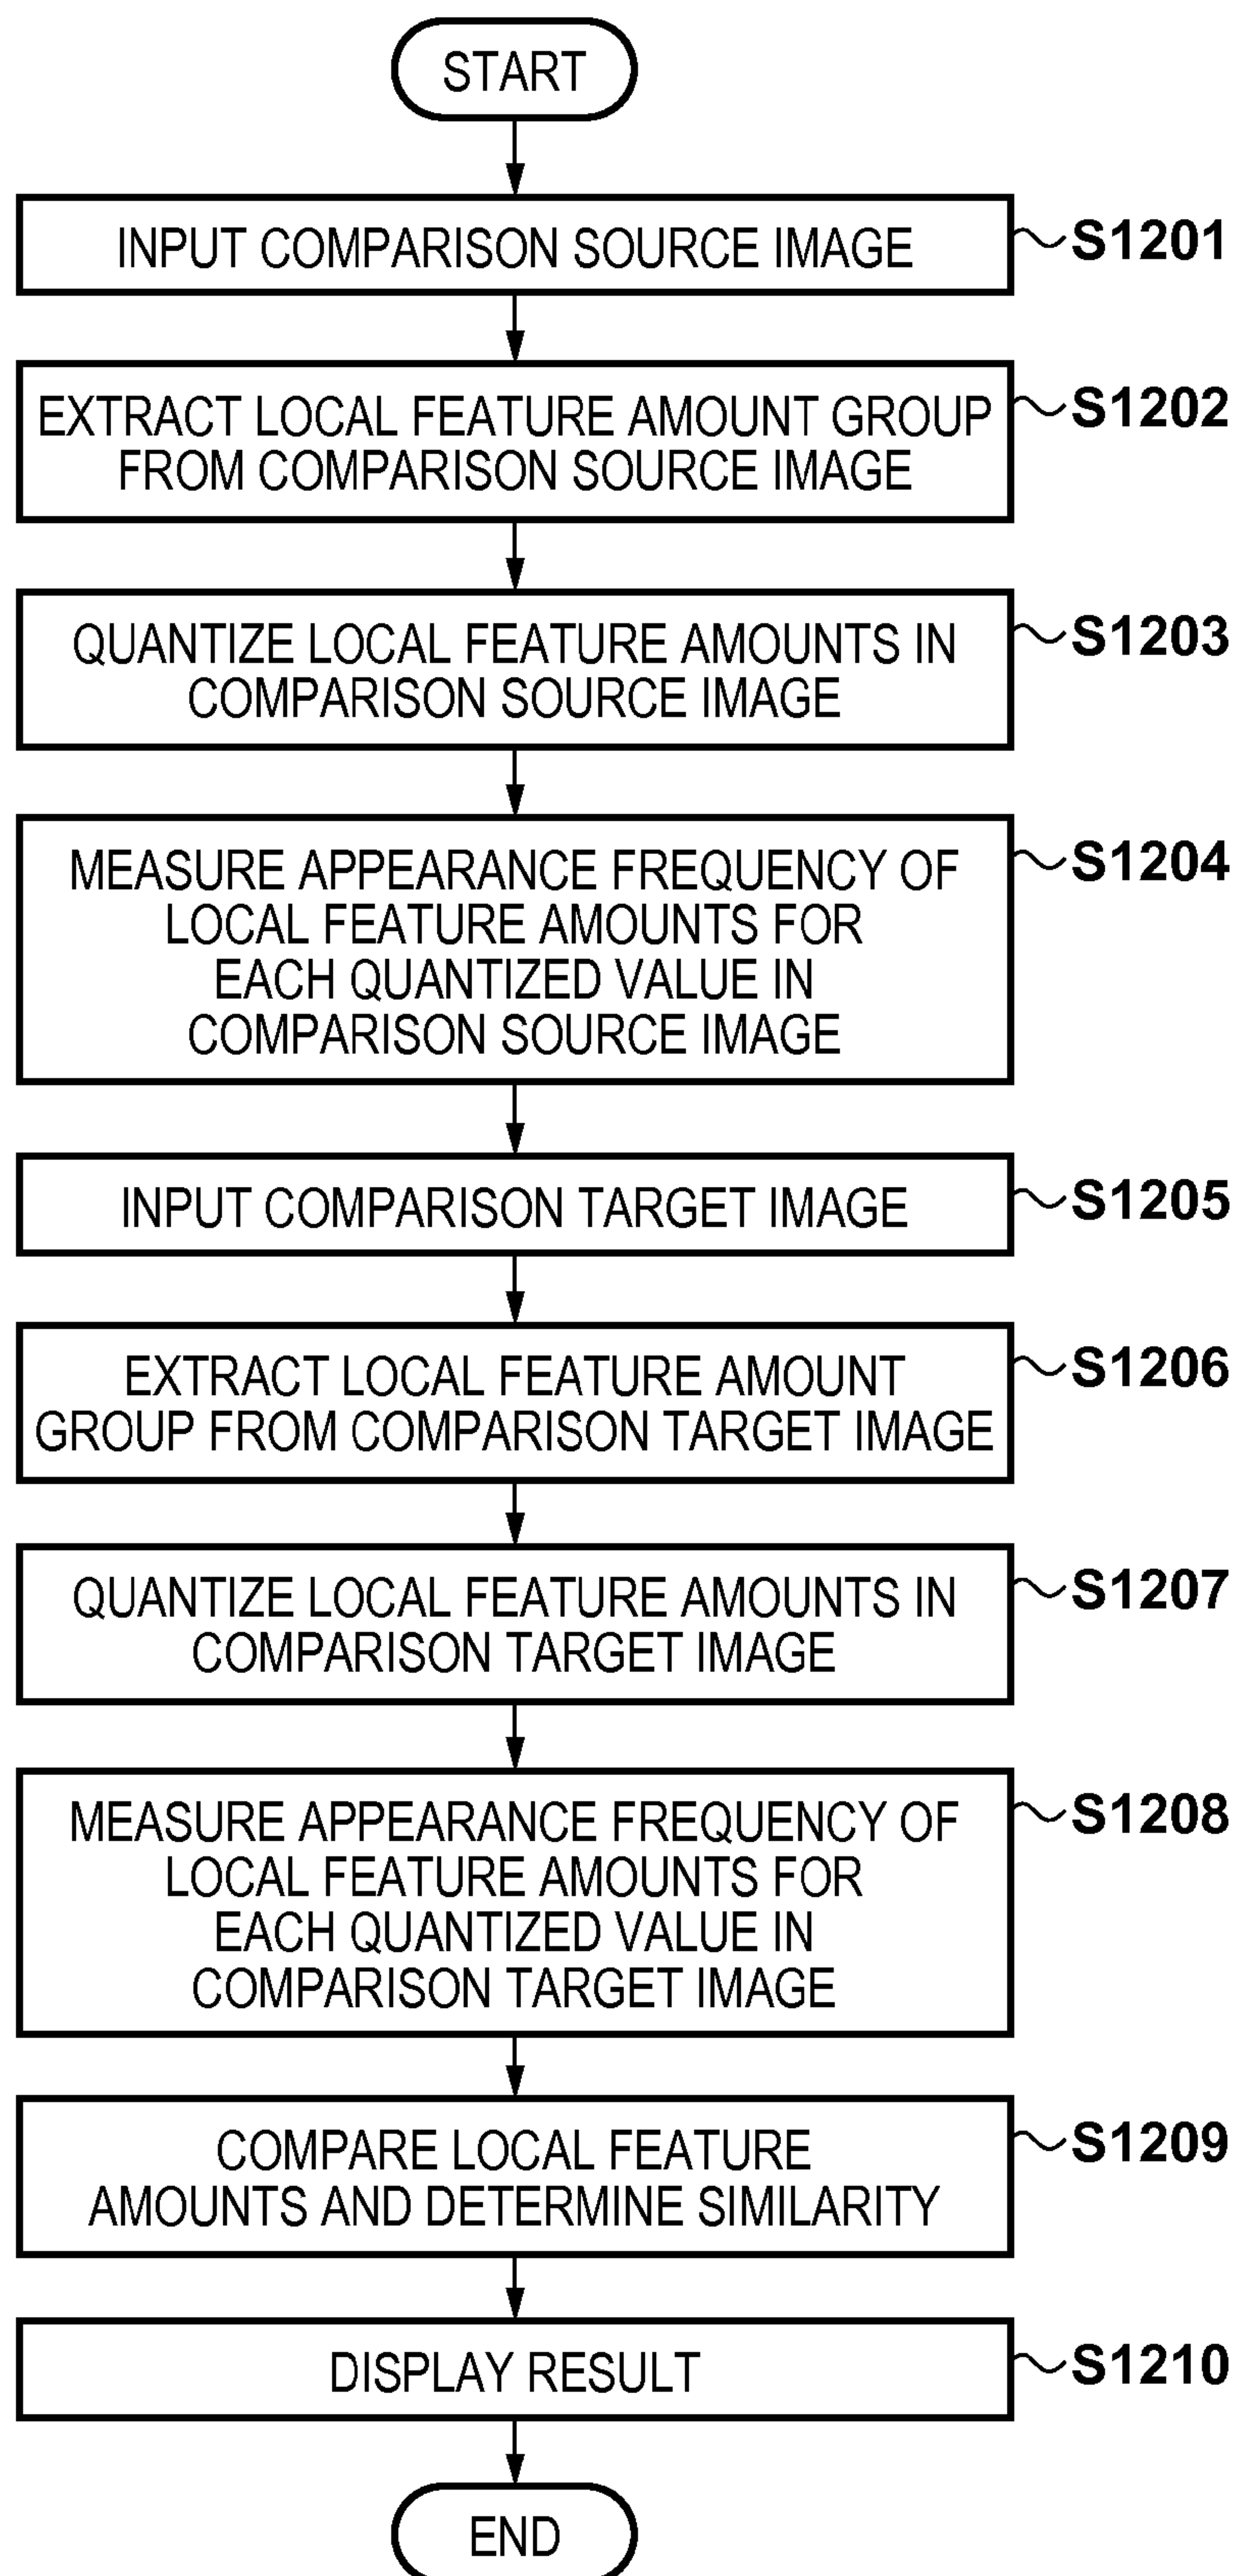 START
INPUT COMPARISON SOURCE IMAGE
S1201
EXTRACT LOCAL FEATURE AMOUNT GROUP
FROM COMPARISON SOURCE IMAGE
S1202
QUANTIZE LOCAL FEATURE AMOUNTS IN
COMPARISON SOURCE IMAGE
S1203
MEASURE APPEARANCE FREQUENCY OF
LOCAL FEATURE AMOUNTS FOR
EACH QUANTIZED VALUE IN
COMPARISON SOURCE IMAGE
S1204
INPUT COMPARISON TARGET IMAGE
S1205
EXTRACT LOCAL FEATURE AMOUNT
GROUP FROM COMPARISON TARGET IMAGE
S1206
QUANTIZE LOCAL FEATURE AMOUNTS IN
COMPARISON TARGET IMAGE
S1207
MEASURE APPEARANCE FREQUENCY OF
LOCAL FEATURE AMOUNTS FOR
EACH QUANTIZED VALUE IN
COMPARISON TARGET IMAGE
S1208
COMPARE LOCAL FEATURE
AMOUNTS AND DETERMINE SIMILARITY
S1209
DISPLAY RESULT
S1210
END